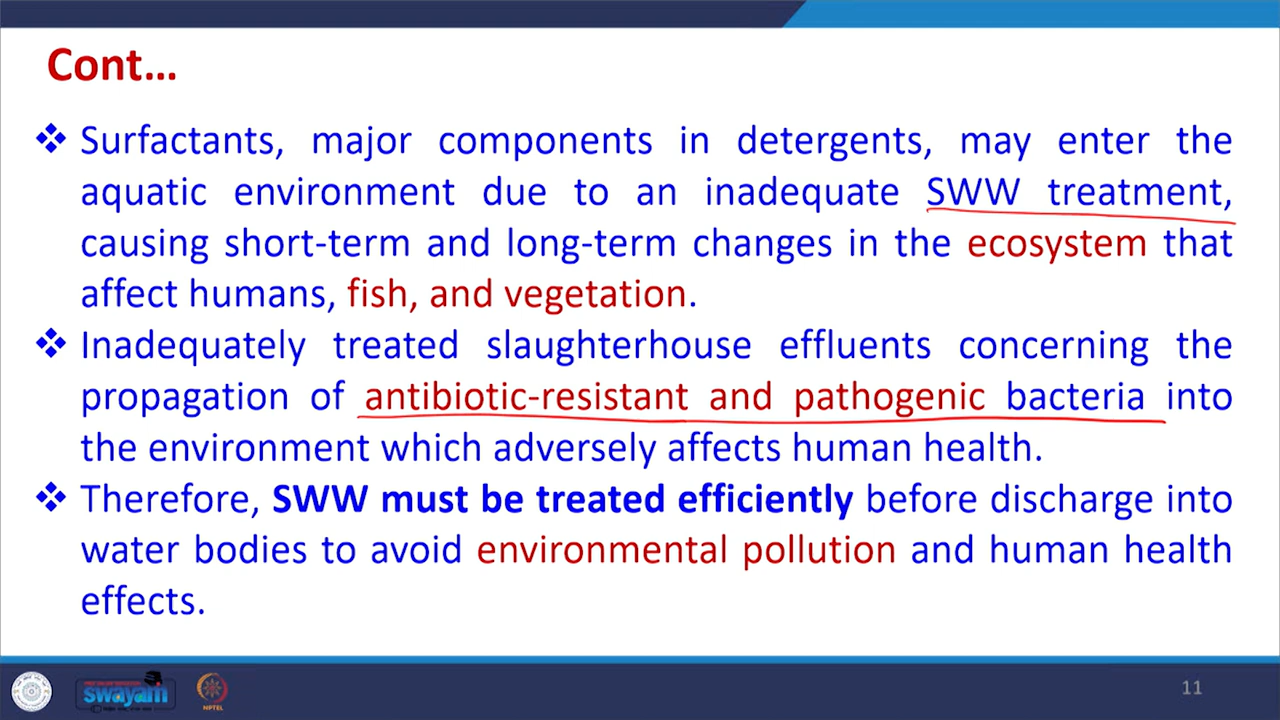 Cont...
❖ Surfactants, major components in detergents, may enter the
aquatic environment due to an inadequate SWW treatment,
causing short-term and long-term changes in the ecosystem that
affect humans, fish, and vegetation.
❖ Inadequately treated slaughterhouse effluents concerning the
propagation of antibiotic-resistant and pathogenic bacteria into
the environment which adversely affects human health.
❖ Therefore, SWW must be treated efficiently before discharge into
water bodies to avoid environmental pollution and human health
effects.
swayam
NPTEL
11